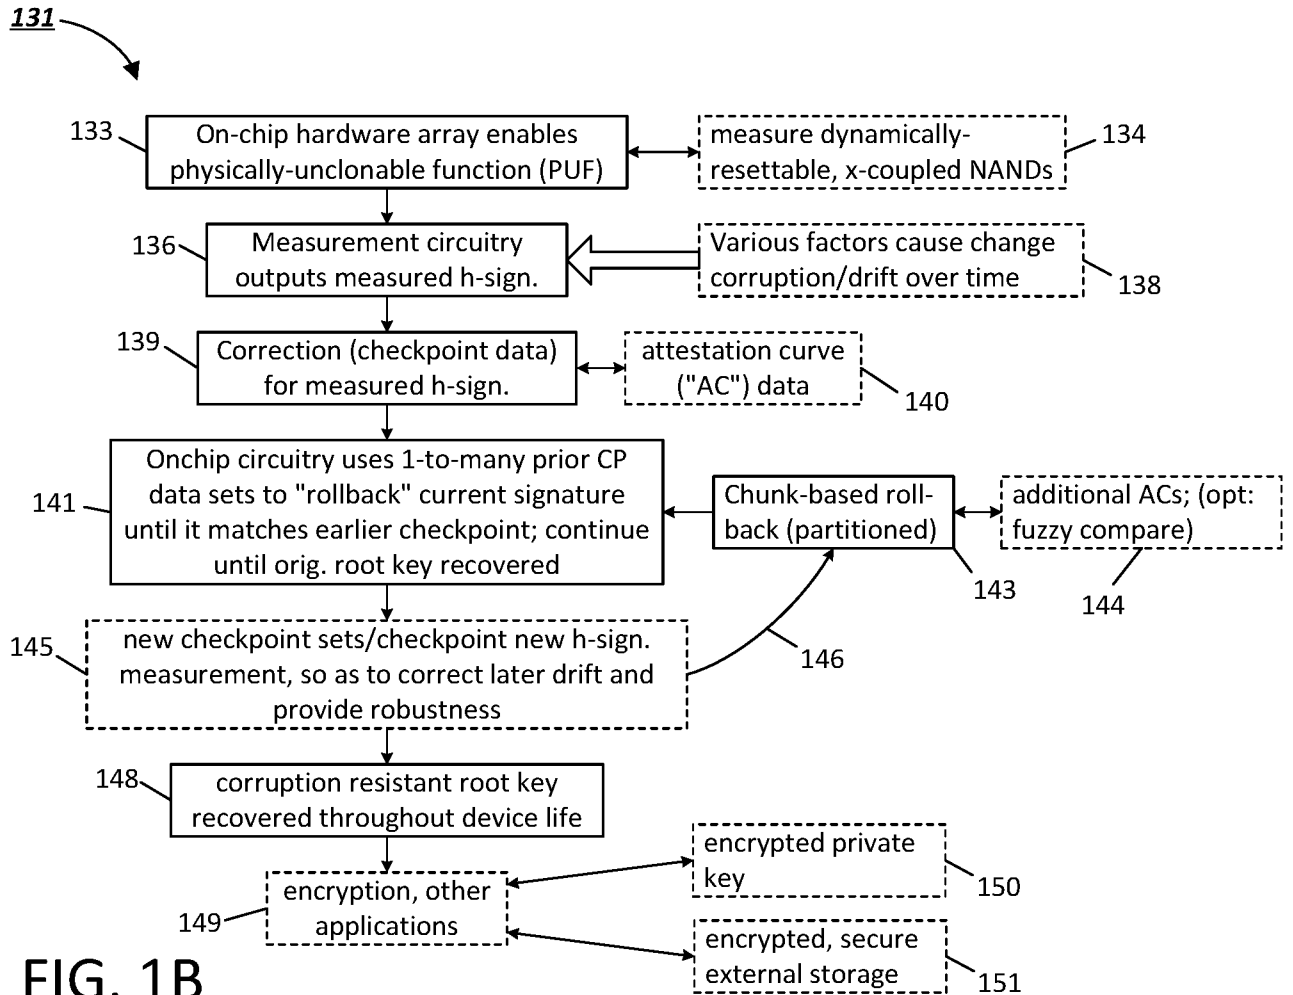 131
133
On-chip hardware array enables
physically-unclonable function (PUF)
measure dynamically-
resettable, x-coupled NANDs
134
136
Measurement circuitry
outputs measured h-sign.
Various factors cause change
corruption/drift over time
138
139
Correction (checkpoint data)
for measured h-sign.
attestation curve
("AC") data
140
141
Onchip circuitry uses 1-to-many prior CP
data sets to "rollback" current signature
until it matches earlier checkpoint; continue
until orig. root key recovered
Chunk-based roll-
back (partitioned)
143
additional ACs; (opt:
fuzzy compare)
144
145
new checkpoint sets/checkpoint new h-sign.
measurement, so as to correct later drift and
provide robustness
146
148
corruption resistant root key
recovered throughout device life
149
encryption, other
applications
encrypted private
key
150
encrypted, secure
external storage
151
FIG. 1B